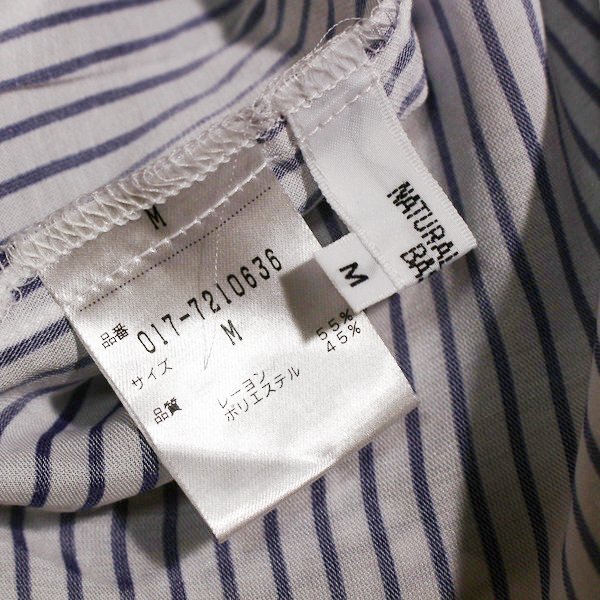 M
品番 017-7210636
サイズ M
品質 レーヨン 55%
ポリエステル 45%
NATURAL
M